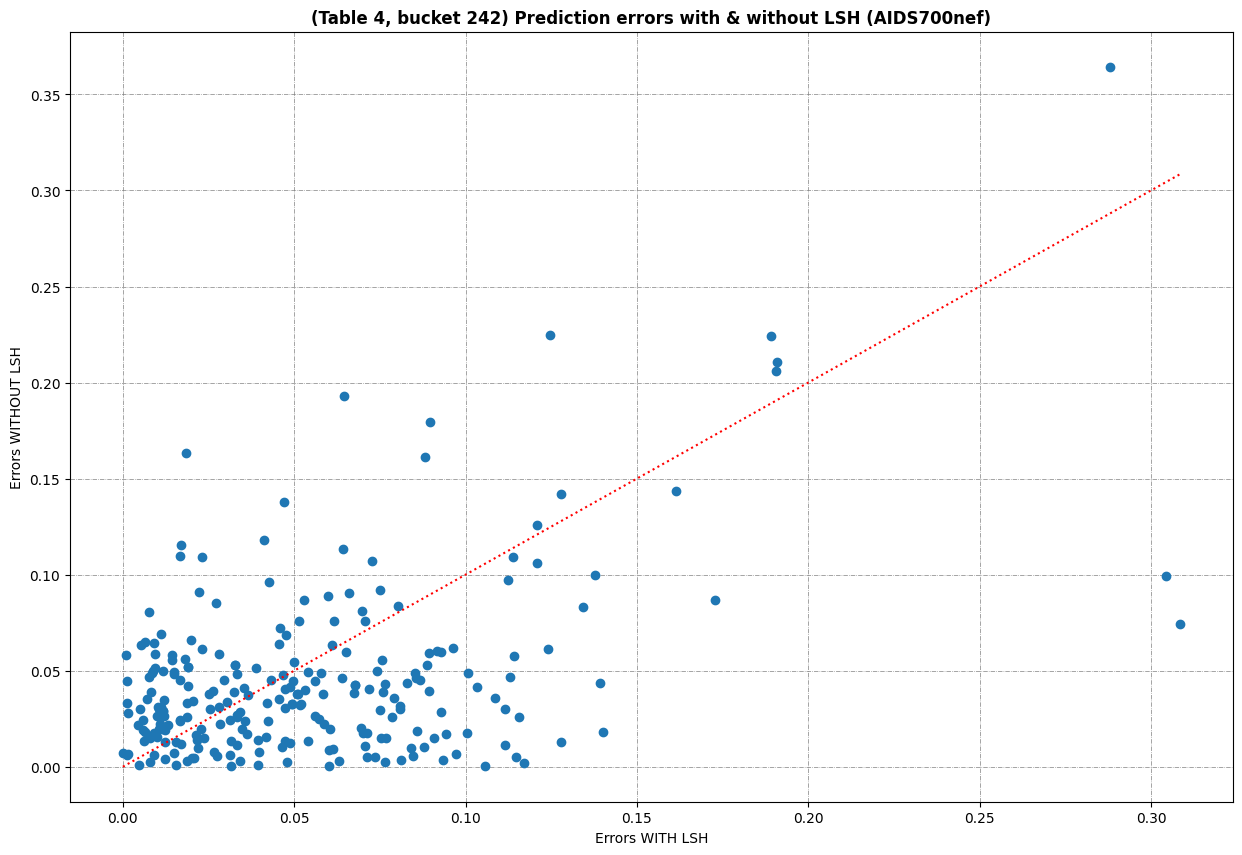 (Table 4, bucket 242) Prediction errors with & without LSH (AIDS700nef)
Errors WITHOUT LSH
0.35
0.30
0.25
0.20
0.15
0.10
0.05
0.00
0.00 0.05 0.10 0.15 0.20 0.25 0.30
Errors WITH LSH